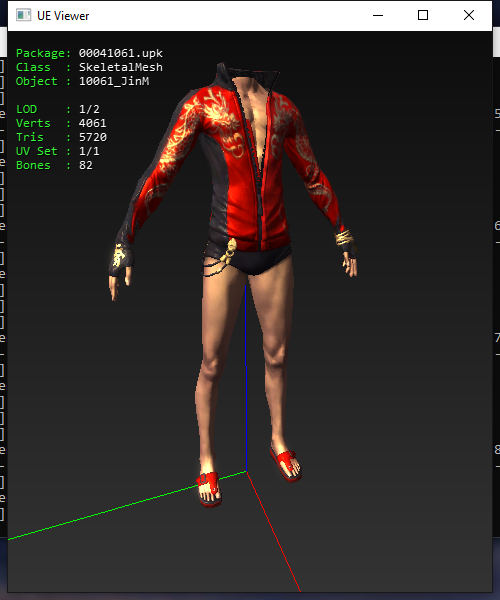 UE Viewer
Package: 00041061.upk
Class : SkeletalMesh
Object : 10061_JinM
LOD : 1/2
Verts : 4061
Tris : 5720
UV Set : 1/1
Bones : 82